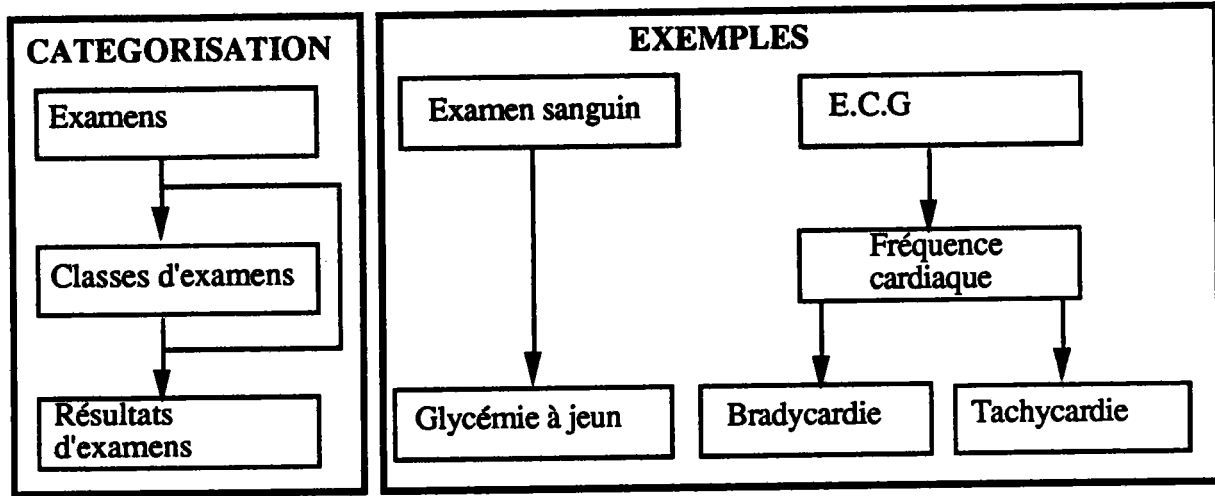 CATEGORISATION
Examens
Classes d'examens
Résultats
d'examens
EXEMPLES
Examen sanguin
E.C.G
Fréquence
cardiaque
Glycémie à jeun
Bradycardie
Tachycardie